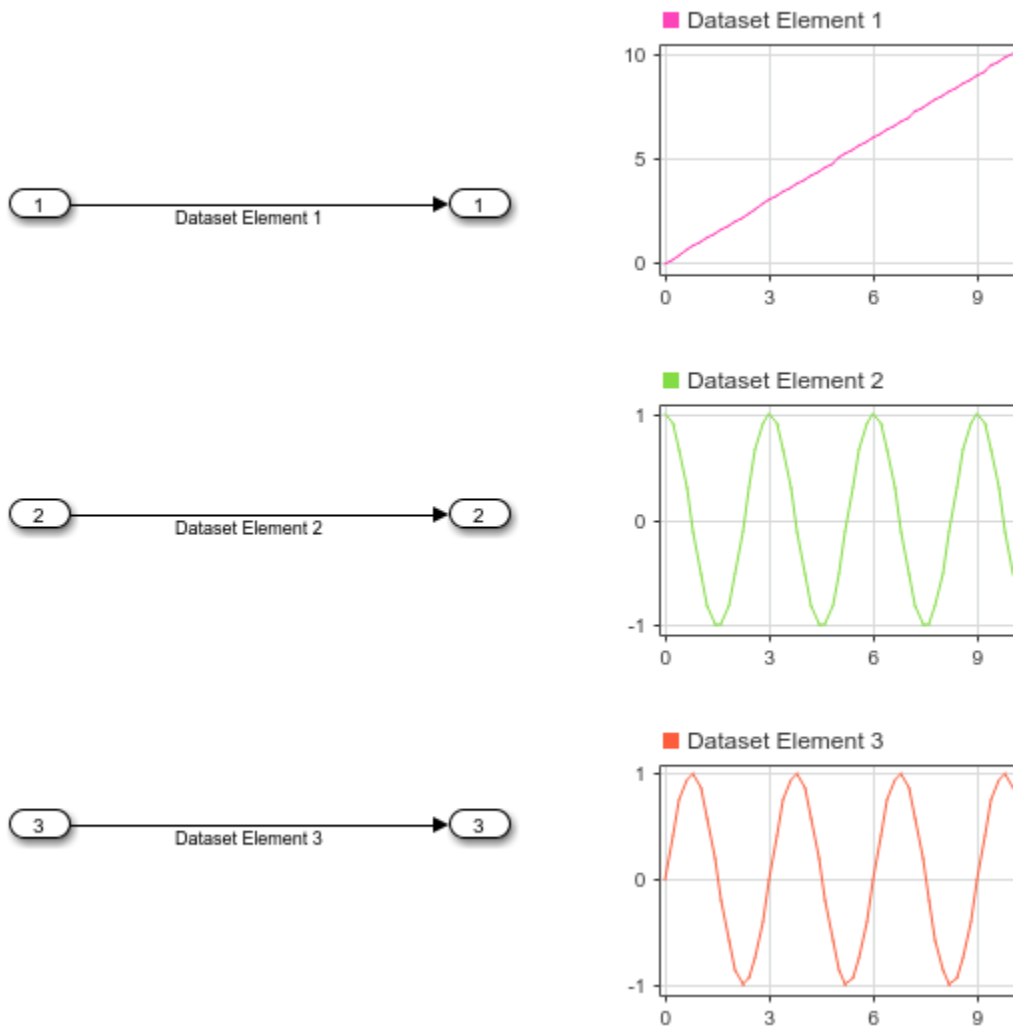 Dataset Element 1
10
5
0
0 3 6 9
1 1
Dataset Element 1
Dataset Element 2
1
0
-1
0 3 6 9
2 2
Dataset Element 2
Dataset Element 3
1
0
-1
0 3 6 9
3 3
Dataset Element 3